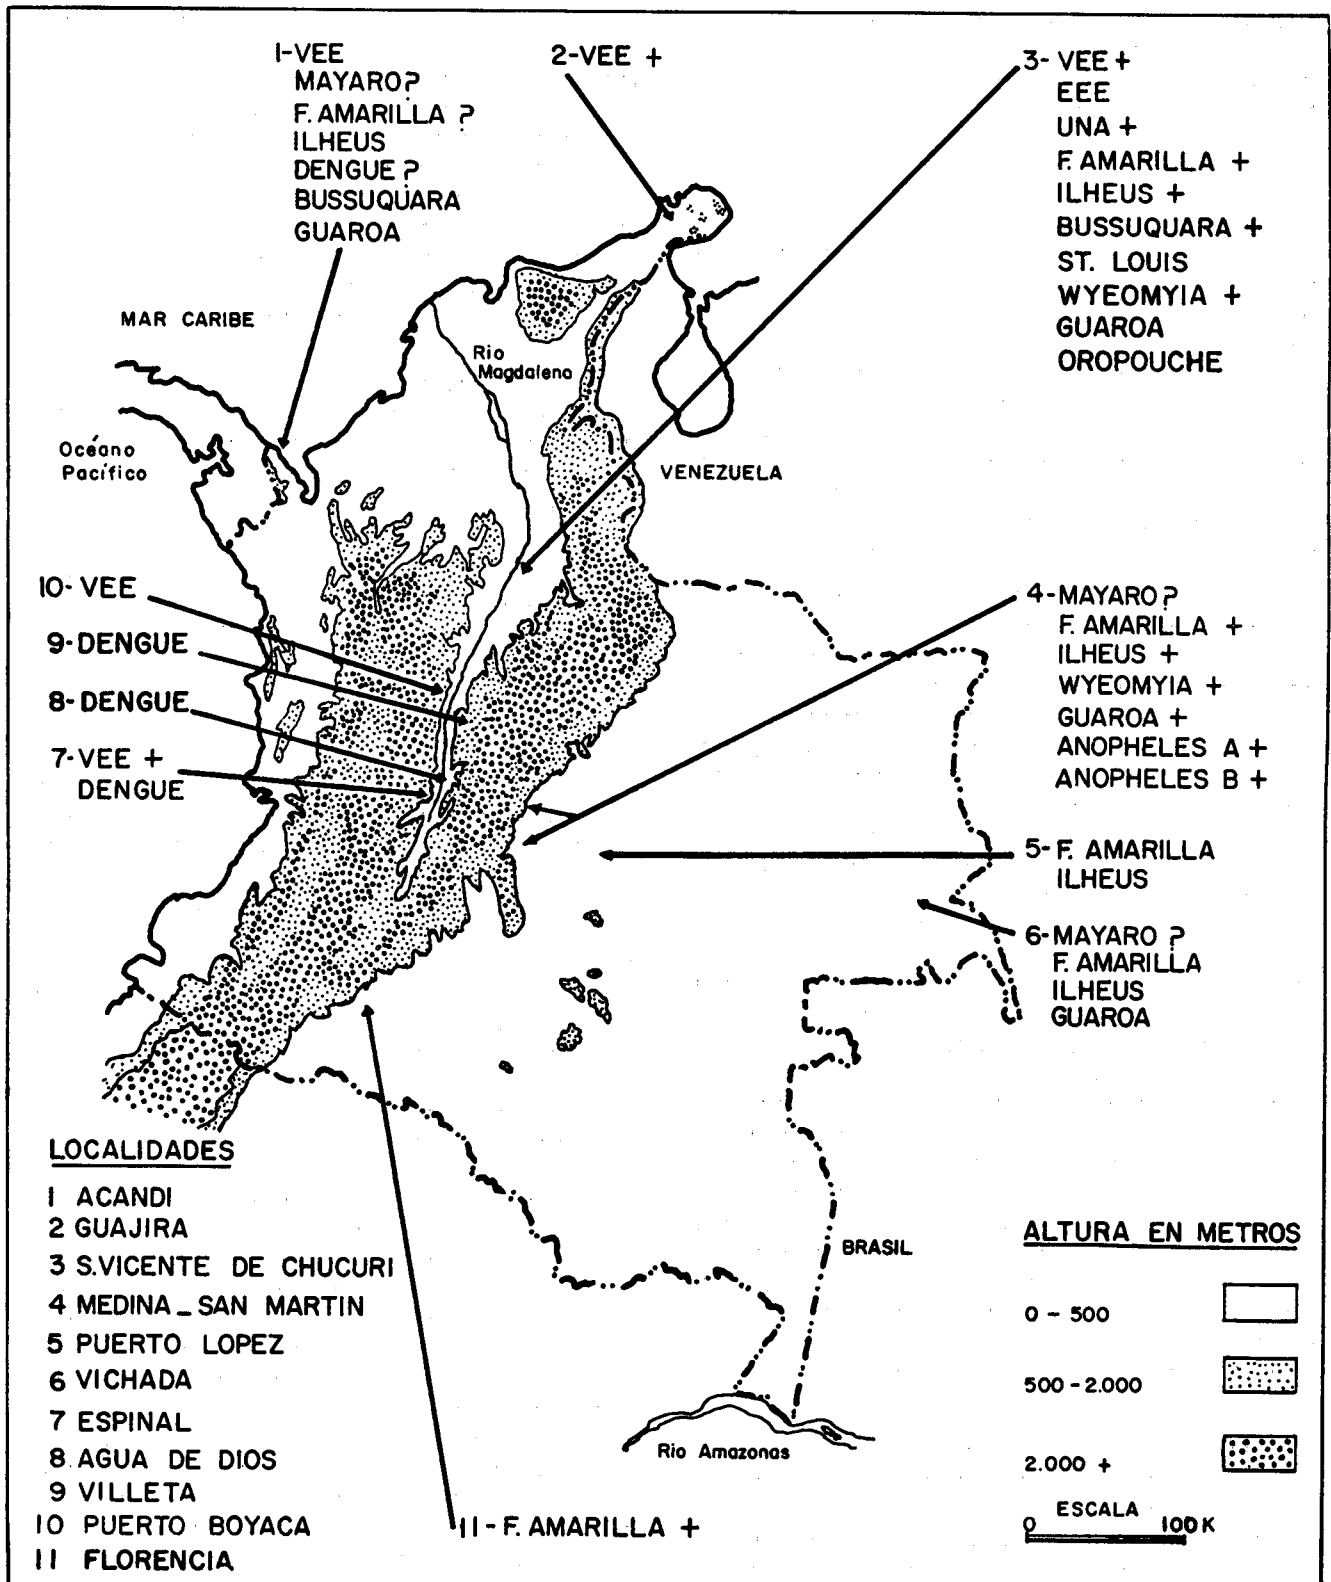 1-VEE
MAYARO?
F. AMARILLA ?
ILHEUS
DENGUE ?
BUSSUQUARA
GUAROA
2-VEE +
3-VEE +
EEE
UNA +
F. AMARILLA +
ILHEUS +
BUSSUQUARA +
ST. LOUIS
WYEOMYIA +
GUAROA
OROPOUCHE
MAR CARIBE
Rio
Magdalena
Océano
Pacífico
VENEZUELA
10-VEE
9-DENGUE
8-DENGUE
7-VEE +
DENGUE
4-MAYARO?
F. AMARILLA +
ILHEUS +
WYEOMYIA +
GUAROA +
ANOPHELES A +
ANOPHELES B +
5-F. AMARILLA
ILHEUS
6-MAYARO ?
F. AMARILLA
ILHEUS
GUAROA
BRASIL
Rio Amazonas
11-F. AMARILLA +
LOCALIDADES
1 ACANDI
2 GUAJIRA
3 S.VICENTE DE CHUCURI
4 MEDINA_SAN MARTIN
5 PUERTO LOPEZ
6 VICHADA
7 ESPINAL
8 AGUA DE DIOS
9 VILLETA
10 PUERTO BOYACA
11 FLORENCIA
ALTURA EN METROS
0 - 500
500 - 2.000
2.000 +
ESCALA
0 100K